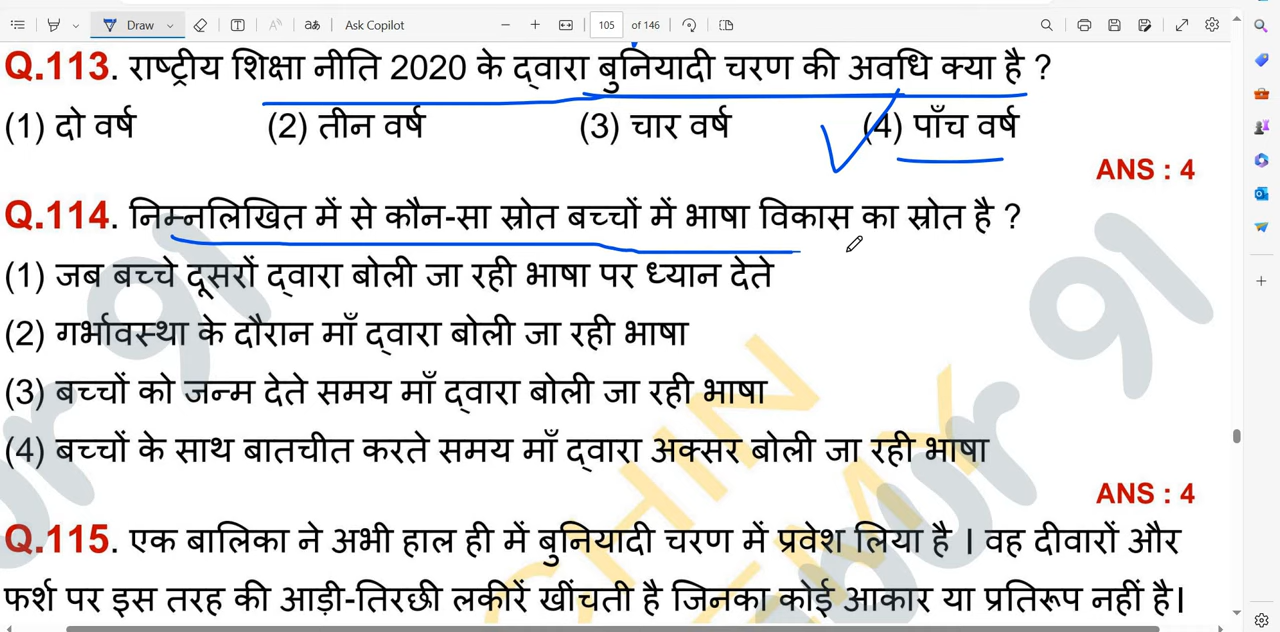 Draw
Ask Copilot
105 of 146
Q.113. राष्ट्रीय शिक्षा नीति 2020 के द्वारा बुनियादी चरण की अवधि क्या है ?
(1) दो वर्ष (2) तीन वर्ष (3) चार वर्ष (4) पाँच वर्ष
ANS : 4
Q.114. निम्नलिखित में से कौन-सा स्रोत बच्चों में भाषा विकास का स्रोत है ?
(1) जब बच्चे दूसरों द्वारा बोली जा रही भाषा पर ध्यान देते
(2) गर्भावस्था के दौरान माँ द्वारा बोली जा रही भाषा
(3) बच्चों को जन्म देते समय माँ द्वारा बोली जा रही भाषा
(4) बच्चों के साथ बातचीत करते समय माँ द्वारा अक्सर बोली जा रही भाषा
ANS : 4
Q.115. एक बालिका ने अभी हाल ही में बुनियादी चरण में प्रवेश लिया है । वह दीवारों और
फर्श पर इस तरह की आड़ी-तिरछी लकीरें खींचती है जिनका कोई आकार या प्रतिरूप नहीं है।